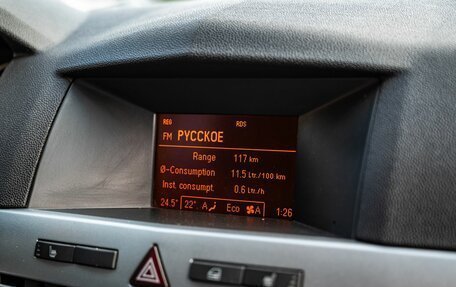 REG RDS
FM РУССКОЕ
Range 117 km
Ø-Consumption 11.5 Ltr./100 km
Inst consumpt. 0.6 Ltr./h
24.5° 22° A Eco A 1:26